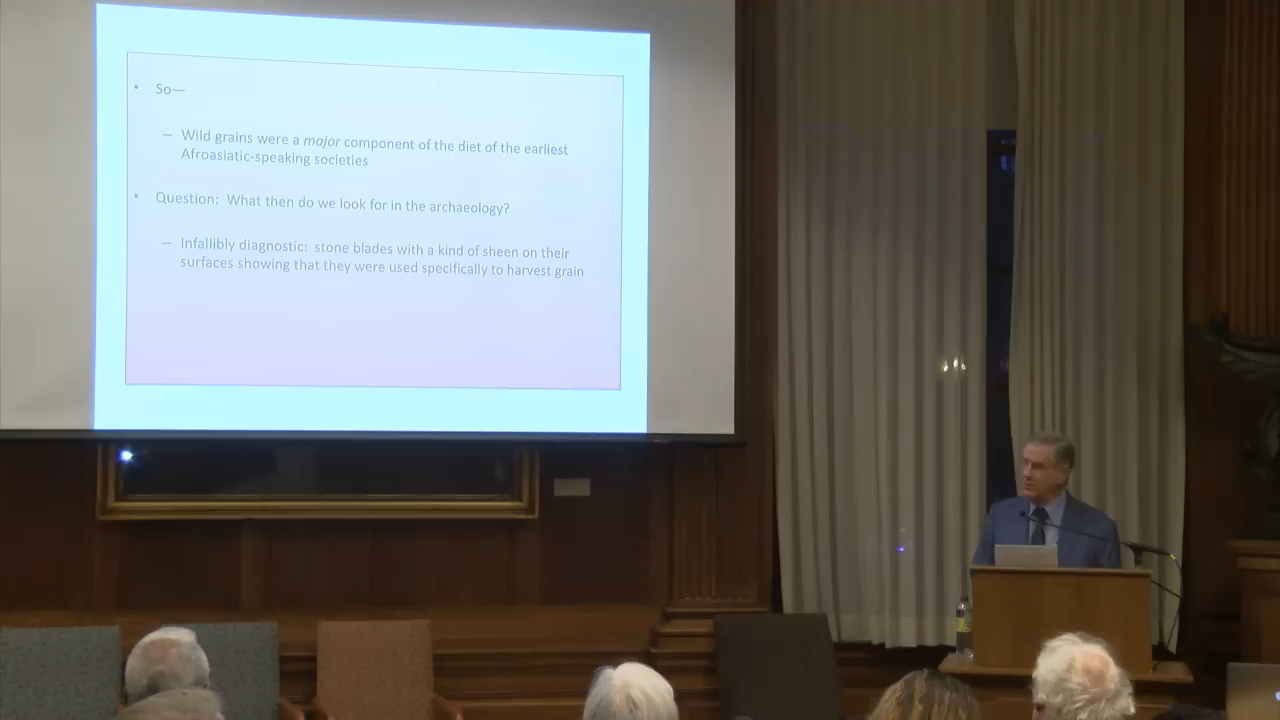 • So—
– Wild grains were a major component of the diet of the earliest
Afroasiatic-speaking societies
• Question: What then do we look for in the archaeology?
– Infallibly diagnostic: stone blades with a kind of sheen on their
surfaces showing that they were used specifically to harvest grain